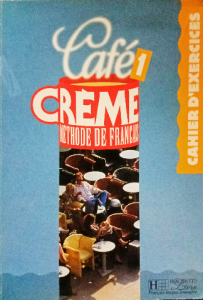 Café 1
CRÈME
MÉTHODE DE FRANÇAIS
CAHIER D'EXERCICES
H
HACHETTE